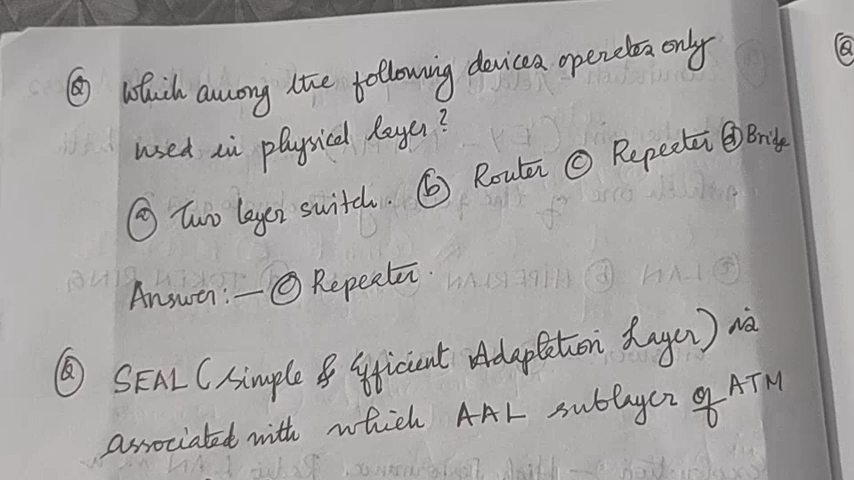 Ⓠ Which among the following devices operates only
used in physical layer?
ⓐ Two layer switch. ⓑ Router ⓒ Repeater ⓓ Bridge
Answer:— ⓒ Repeater.
Ⓠ SEAL (Simple & Efficient Adaptation Layer) is
associated with which AAL sublayer of ATM
Ⓠ